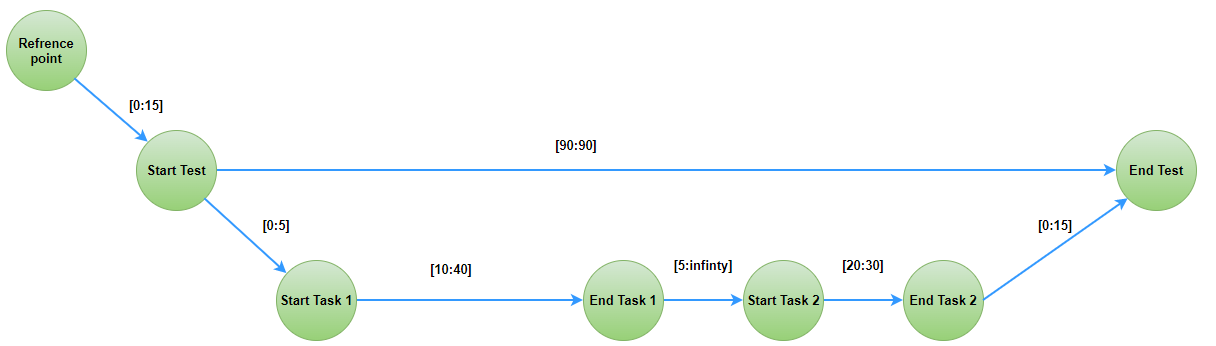 Refrence
point
[0:15]
[90:90]
Start Test
End Test
[0:5]
[0:15]
[10:40]
[5:infinty]
[20:30]
Start Task 1
End Task 1
Start Task 2
End Task 2